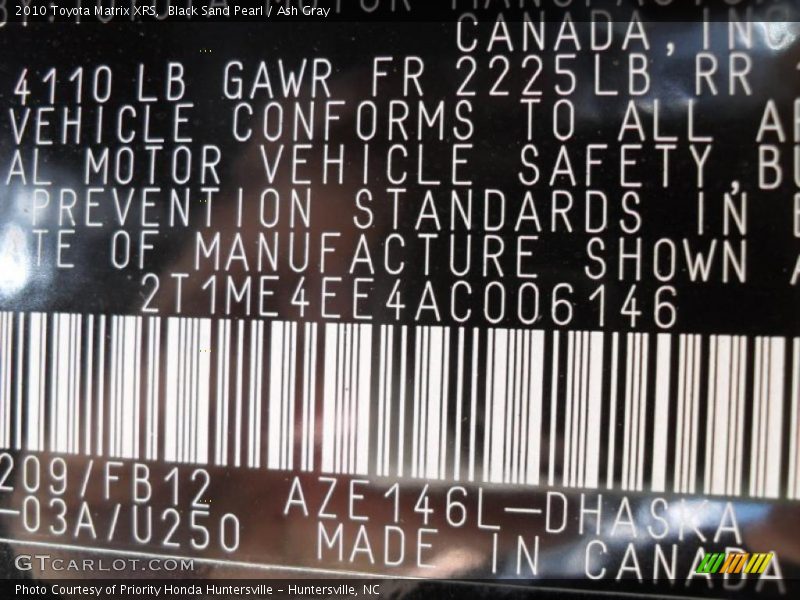 2010 Toyota Matrix XRS, Black Sand Pearl / Ash Gray
CANADA, INC
4110 LB GAWR FR 2225LB RR
VEHICLE CONFORMS TO ALL
AL MOTOR VEHICLE SAFETY, BU
PREVENTION STANDARDS IN
TE OF MANUFACTURE SHOWN
2T1ME4EE4AC006146
209/FB12 AZE146L-DHASKA
-03A/U250 MADE IN CANADA
GTCARLOT.COM
Photo Courtesy of Priority Honda Huntersville - Huntersville, NC